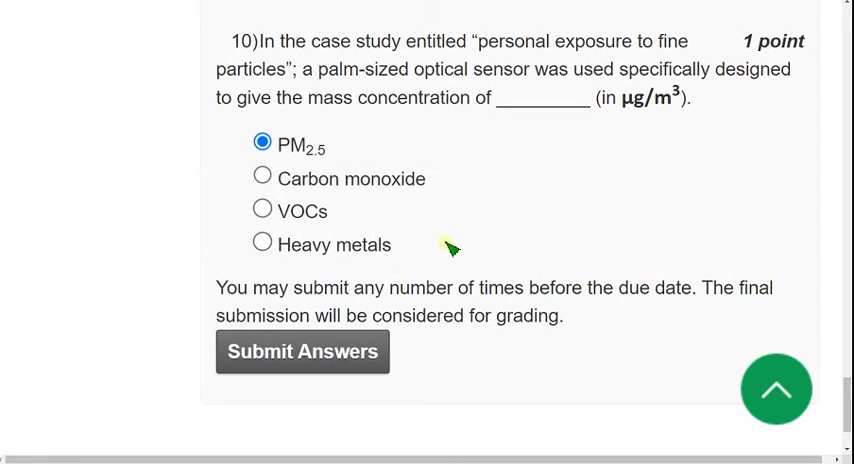 10)In the case study entitled “personal exposure to fine 1 point
particles”; a palm-sized optical sensor was used specifically designed
to give the mass concentration of __________ (in µg/m³).
PM₂.₅
Carbon monoxide
VOCs
Heavy metals
You may submit any number of times before the due date. The final
submission will be considered for grading.
Submit Answers